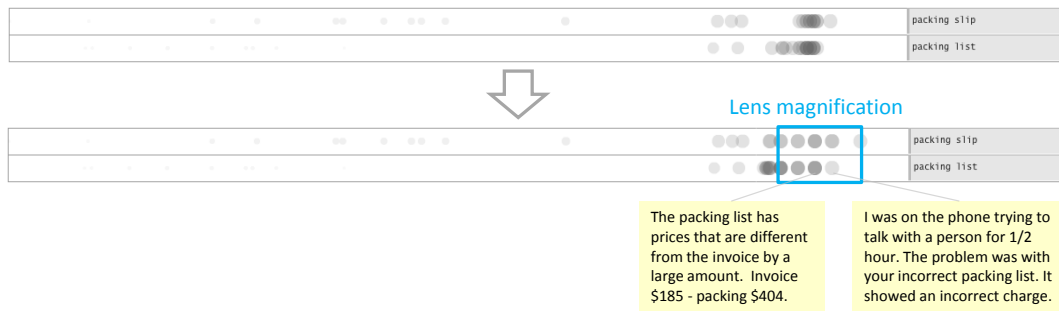 packing slip
packing list
Lens magnification
packing slip
packing list
The packing list has
prices that are different
from the invoice by a
large amount.  Invoice
$185 - packing $404.
I was on the phone trying to
talk with a person for 1/2
hour. The problem was with
your incorrect packing list. It
showed an incorrect charge.